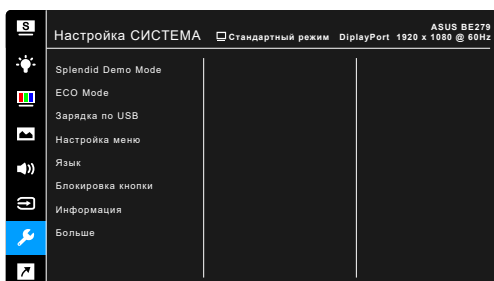 S
ASUS BE279
Настройка СИСТЕМА Стандартный режим DiplayPort 1920 x 1080 @ 60Hz
Splendid Demo Mode
ECO Mode
Зарядка по USB
Настройка меню
Язык
Блокировка кнопки
Информация
Больше